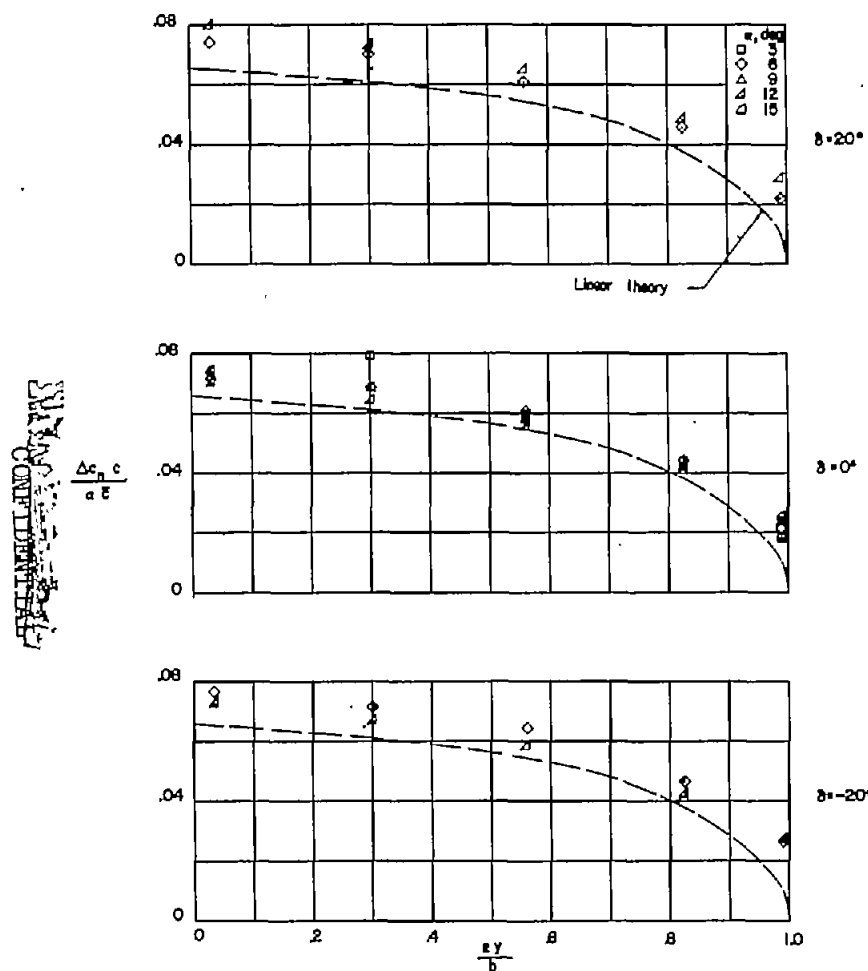 .08
.04
0
α, deg
3
6
9
12
15
δ=20°
Linear theory
.08
.04
0
δ=0°
CONFIDENTIAL
Δcn c
α c̄
.08
.04
0
δ=-20°
0 .2 .4 .6 .8 1.0
2y
b